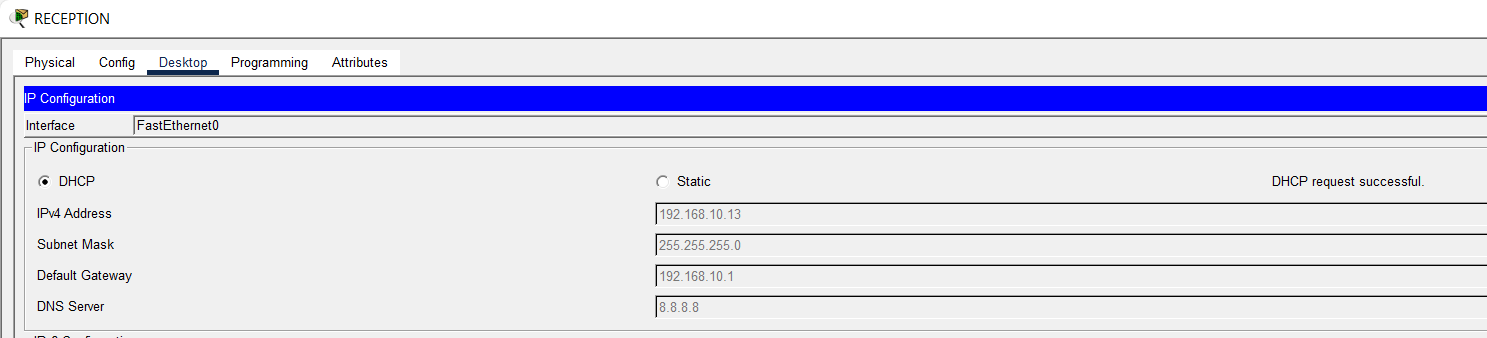 RECEPTION
Physical Config Desktop Programming Attributes
IP Configuration
Interface FastEthernet0
IP Configuration
DHCP Static DHCP request successful.
IPv4 Address 192.168.10.13
Subnet Mask 255.255.255.0
Default Gateway 192.168.10.1
DNS Server 8.8.8.8